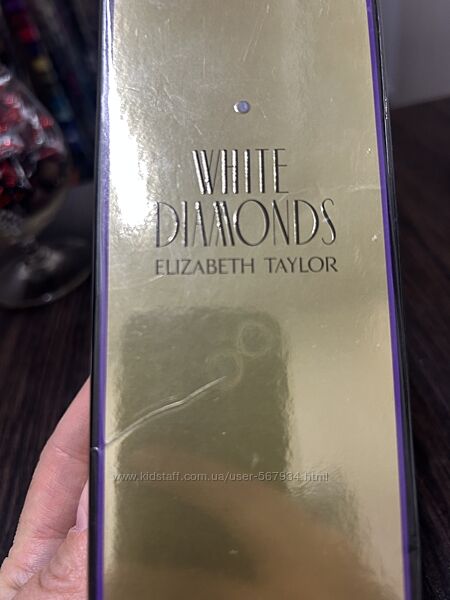 WHITE
DIAMONDS
ELIZABETH TAYLOR
www.kidstaff.com.ua/user-567934.html